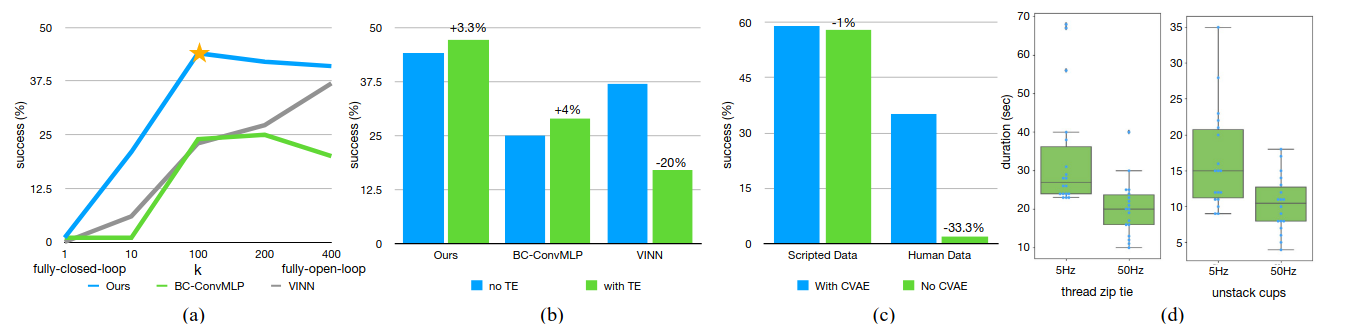 50
37.5
25
12.5
0
success (%)
1
10
100
200
400
fully-closed-loop
k
fully-open-loop
Ours
BC-ConvMLP
VINN
(a)
50
37.5
25
12.5
0
success (%)
+3.3%
+4%
-20%
Ours
BC-ConvMLP
VINN
no TE
with TE
(b)
60
45
30
15
0
success (%)
-1%
-33.3%
Scripted Data
Human Data
With CVAE
No CVAE
(c)
70
60
50
40
30
20
10
duration (sec)
5Hz
50Hz
thread zip tie
35
30
25
20
15
10
5
5Hz
50Hz
unstack cups
(d)